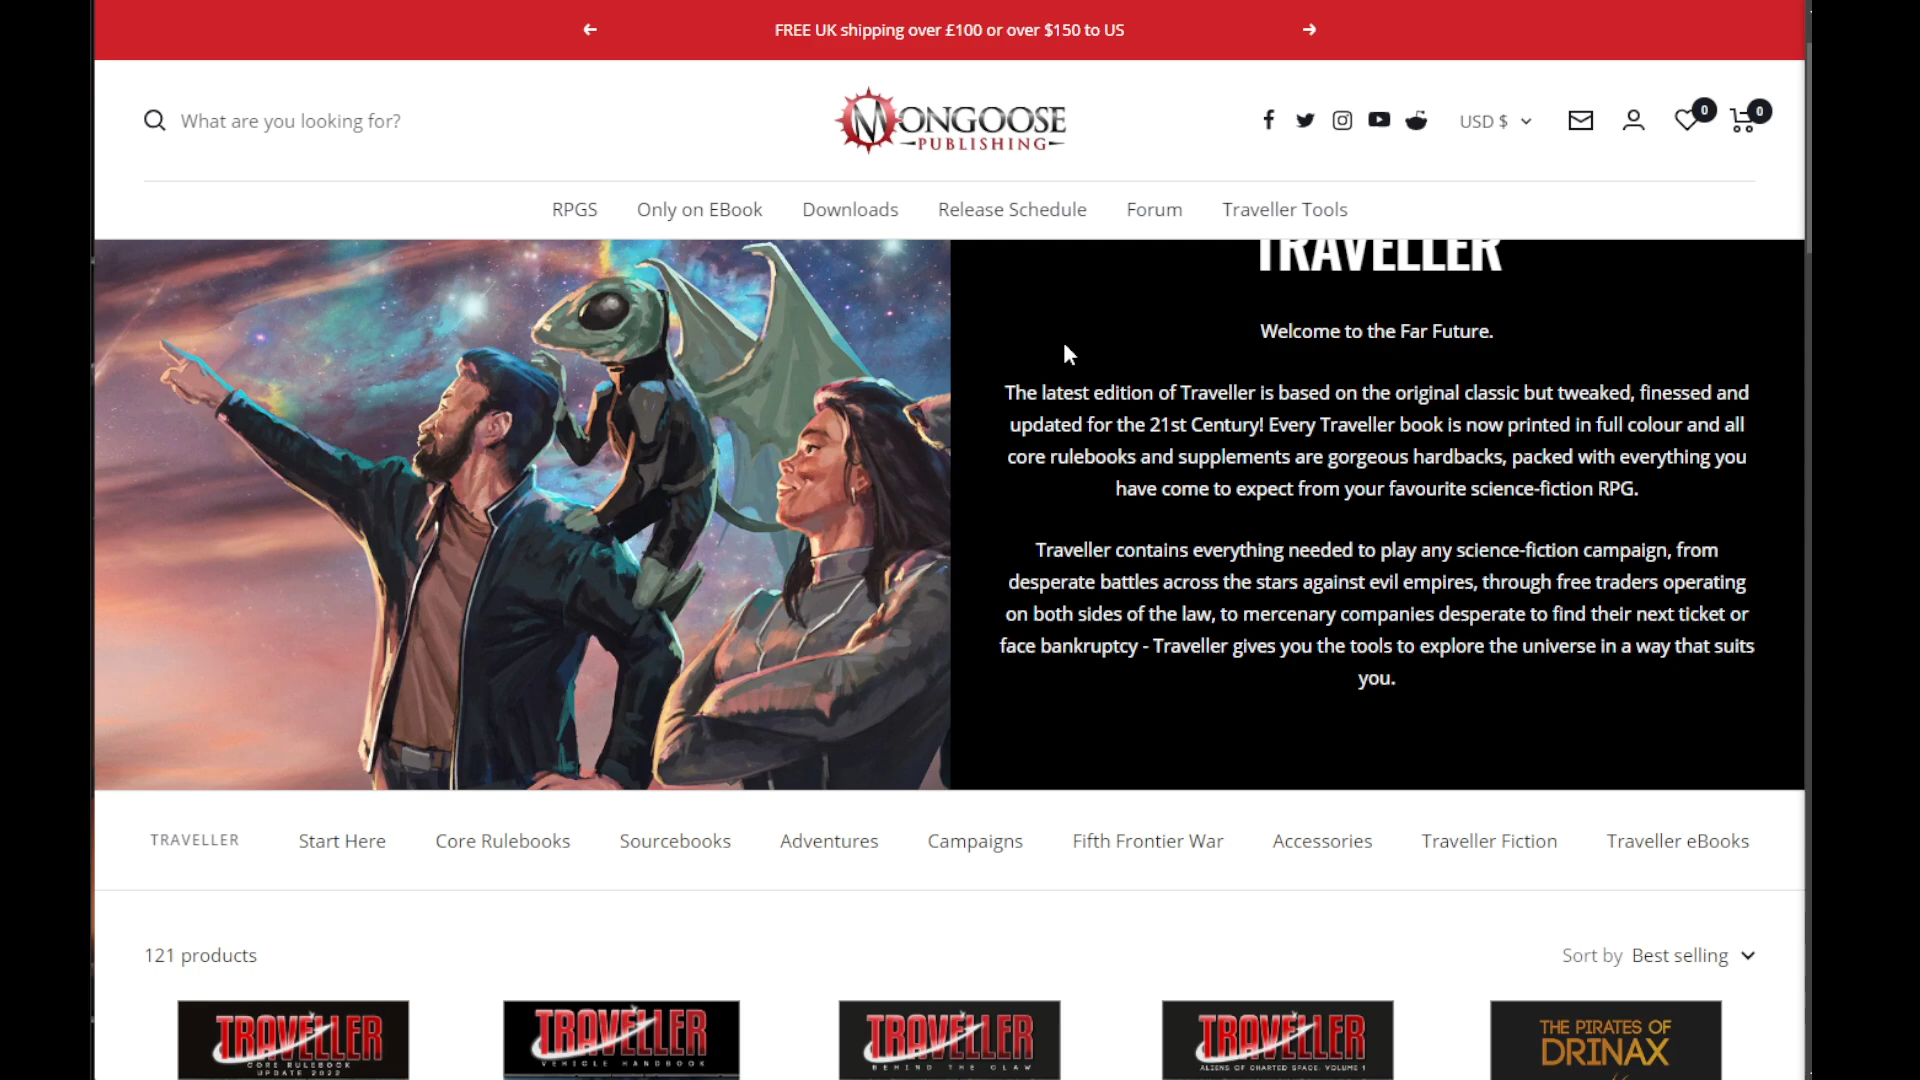 FREE UK shipping over £100 or over $150 to US
What are you looking for?
MONGOOSE
PUBLISHING
USD $
0
0
RPGS
Only on EBook
Downloads
Release Schedule
Forum
Traveller Tools
TRAVELLER
Welcome to the Far Future.
The latest edition of Traveller is based on the original classic but tweaked, finessed and
updated for the 21st Century! Every Traveller book is now printed in full colour and all
core rulebooks and supplements are gorgeous hardbacks, packed with everything you
have come to expect from your favourite science-fiction RPG.
Traveller contains everything needed to play any science-fiction campaign, from
desperate battles across the stars against evil empires, through free traders operating
on both sides of the law, to mercenary companies desperate to find their next ticket or
face bankruptcy - Traveller gives you the tools to explore the universe in a way that suits
you.
TRAVELLER
Start Here
Core Rulebooks
Sourcebooks
Adventures
Campaigns
Fifth Frontier War
Accessories
Traveller Fiction
Traveller eBooks
121 products
Sort by Best selling
TRAVELLER
CORE RULEBOOK
UPDATE 2022
TRAVELLER
VEHICLE HANDBOOK
TRAVELLER
BEHIND THE CLAW
TRAVELLER
ALIENS OF CHARTED SPACE: VOLUME 1
THE PIRATES OF
DRINAX